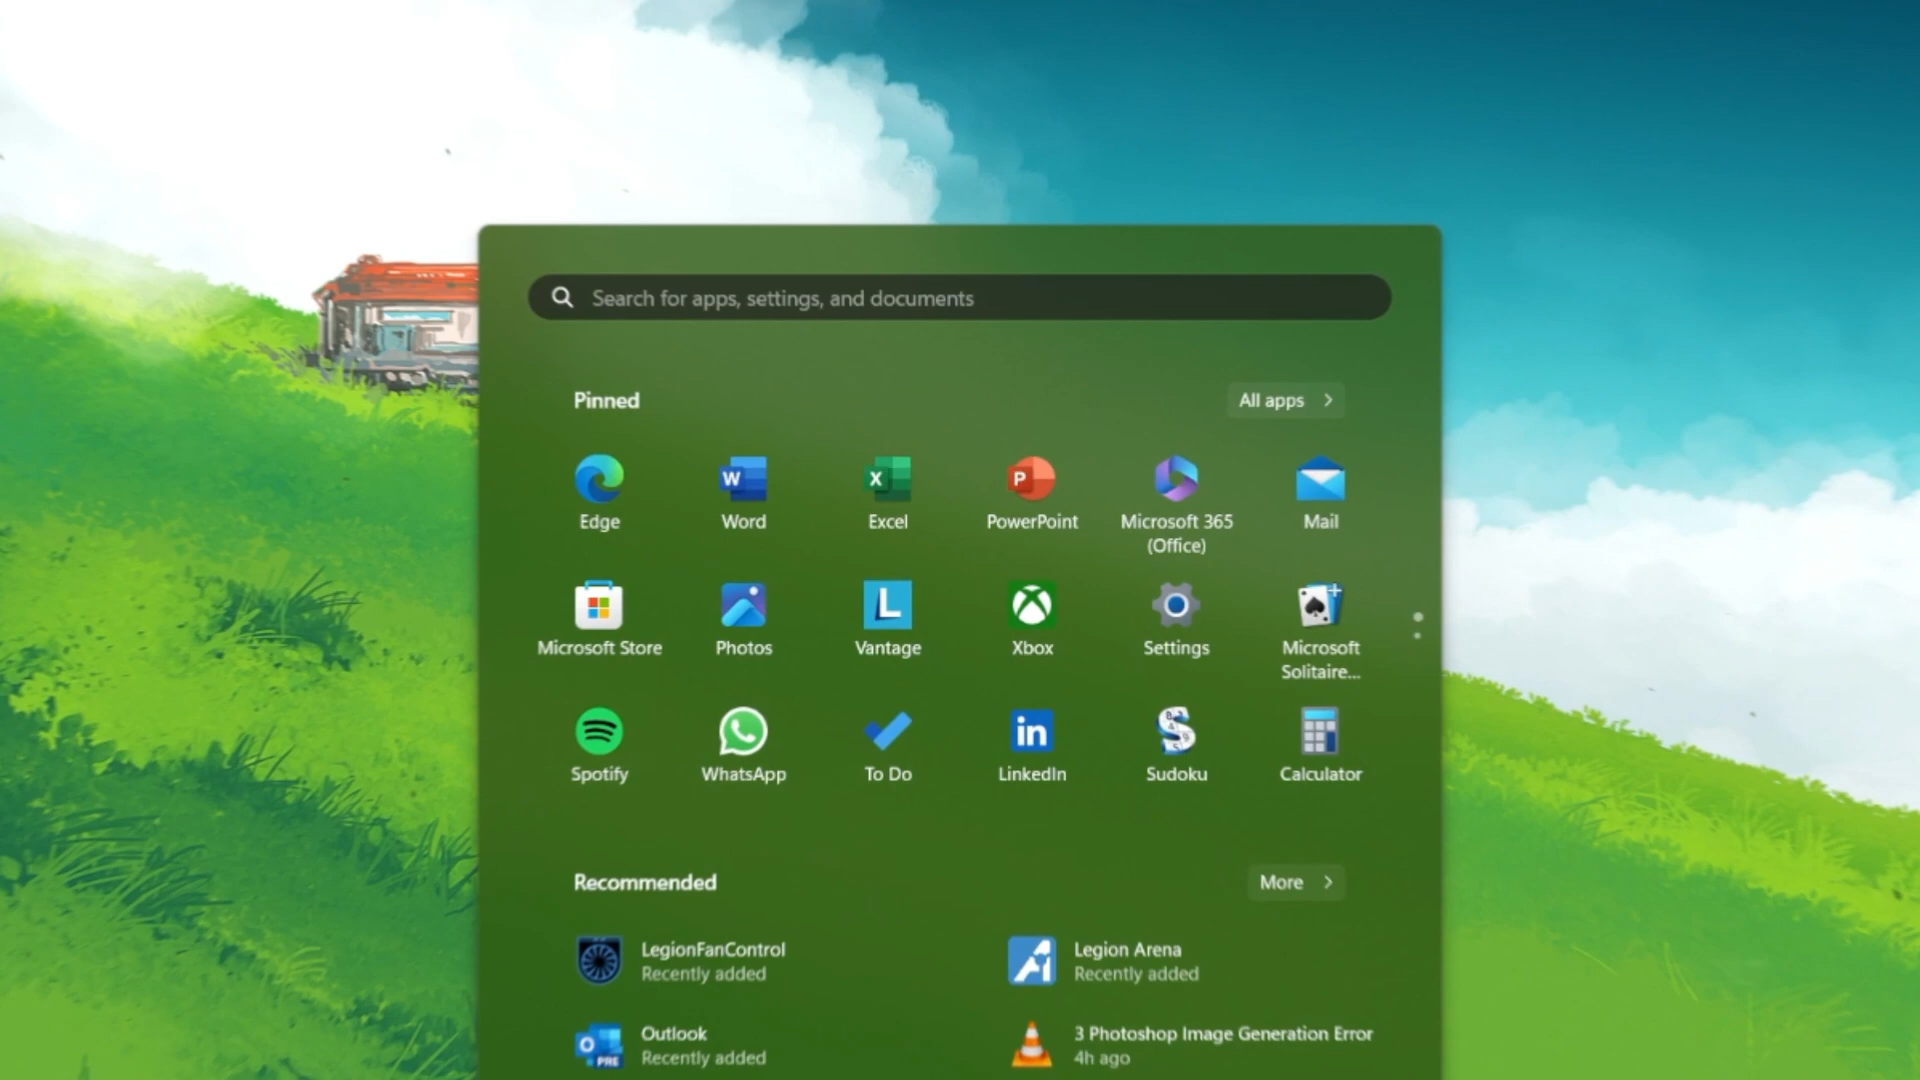 Search for apps, settings, and documents
Pinned
All apps
Edge
Word
Excel
PowerPoint
Microsoft 365
(Office)
Mail
Microsoft Store
Photos
Vantage
Xbox
Settings
Microsoft
Solitaire...
Spotify
WhatsApp
To Do
LinkedIn
Sudoku
Calculator
Recommended
More
LegionFanControl
Recently added
Legion Arena
Recently added
Outlook
Recently added
3 Photoshop Image Generation Error
4h ago